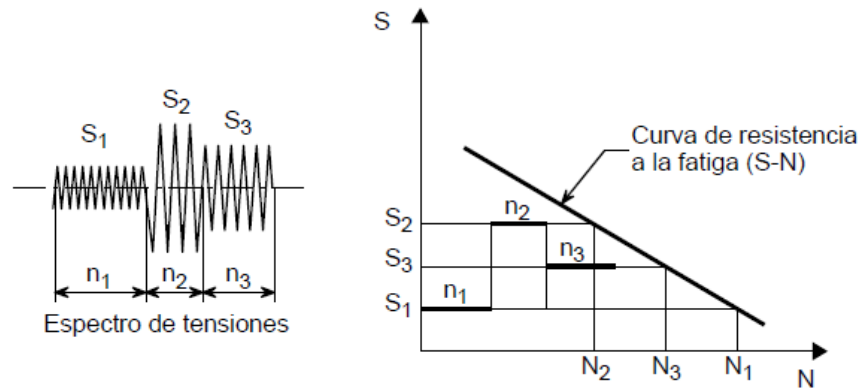 S1
S2
S3
n1
n2
n3
Espectro de tensiones
S
Curva de resistencia
a la fatiga (S-N)
S2
n2
S3
n3
S1
n1
N2
N3
N1
N